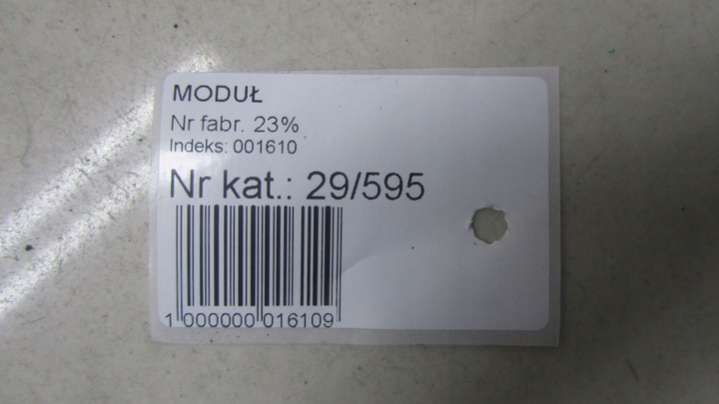 MODUŁ
Nr fabr. 23%
Indeks: 001610
Nr kat.: 29/595
1 000000 016109